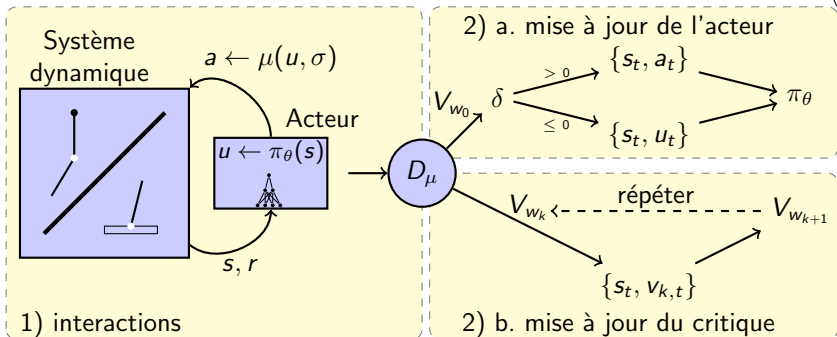 Système
dynamique
a ← μ(u, σ)
Acteur
u ← π_θ(s)
s, r
1) interactions
D_μ
2) a. mise à jour de l'acteur
V_{w_0}
δ
> 0
≤ 0
{s_t, a_t}
{s_t, u_t}
π_θ
répéter
V_{w_k}
V_{w_{k+1}}
{s_t, v_{k,t}}
2) b. mise à jour du critique